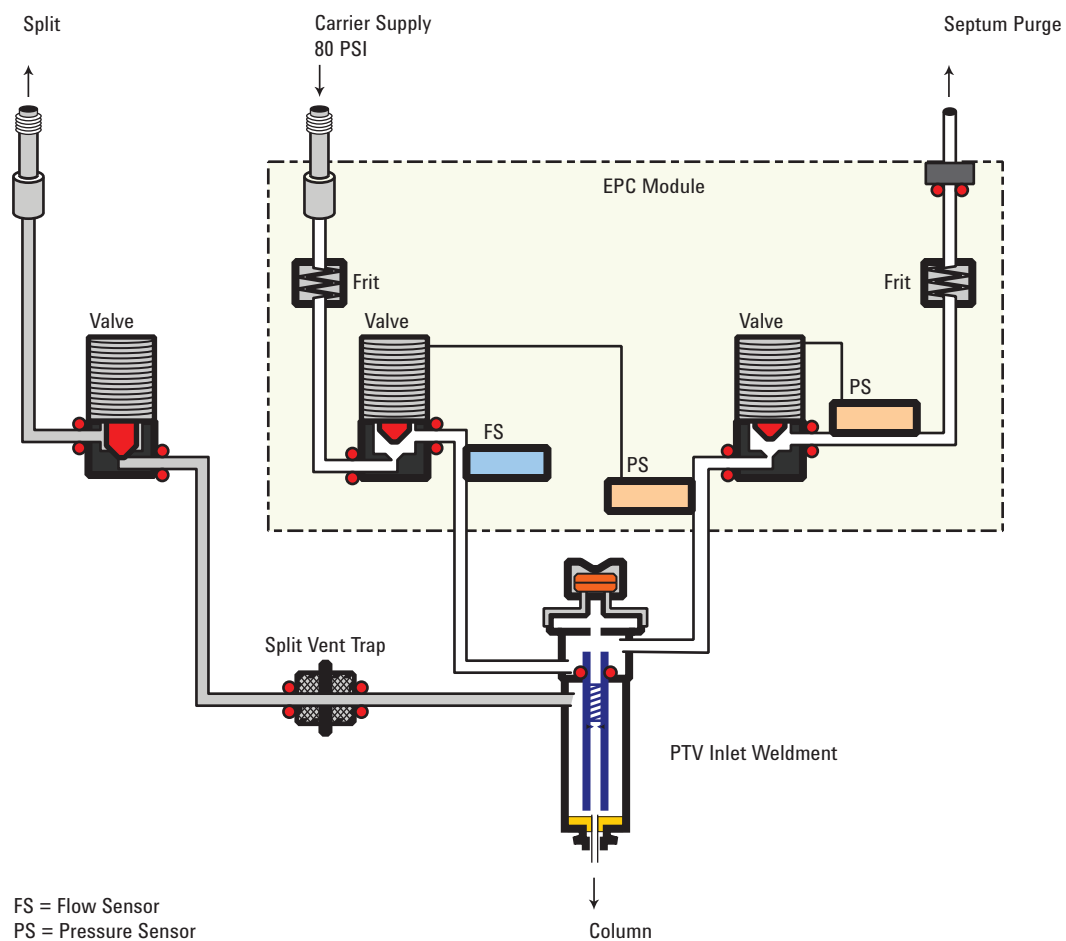 Split
Carrier Supply
80 PSI
Septum Purge
EPC Module
Frit
Frit
Valve
Valve
Valve
PS
FS
PS
Split Vent Trap
PTV Inlet Weldment
FS = Flow Sensor
PS = Pressure Sensor
Column